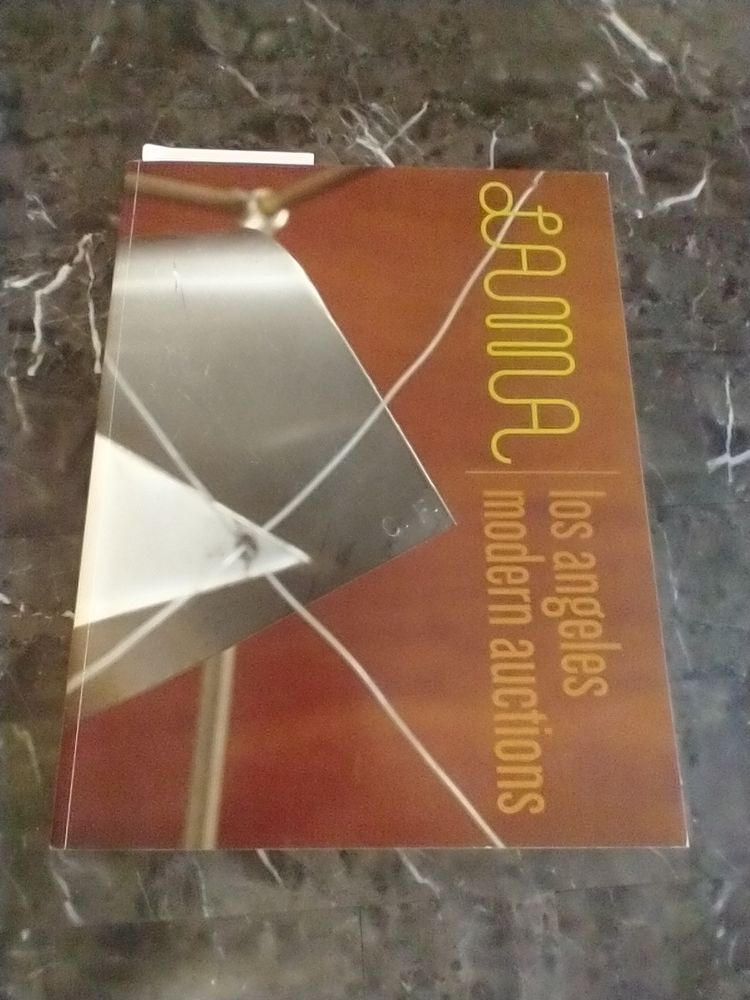 LAMA
los angeles
modern auctions